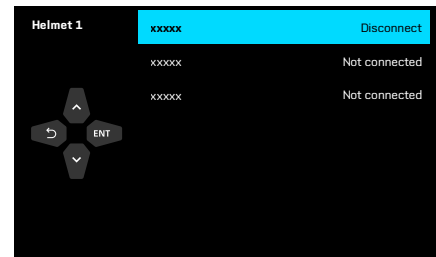 Helmet 1
xxxxx Disconnect
xxxxx Not connected
xxxxx Not connected
ENT